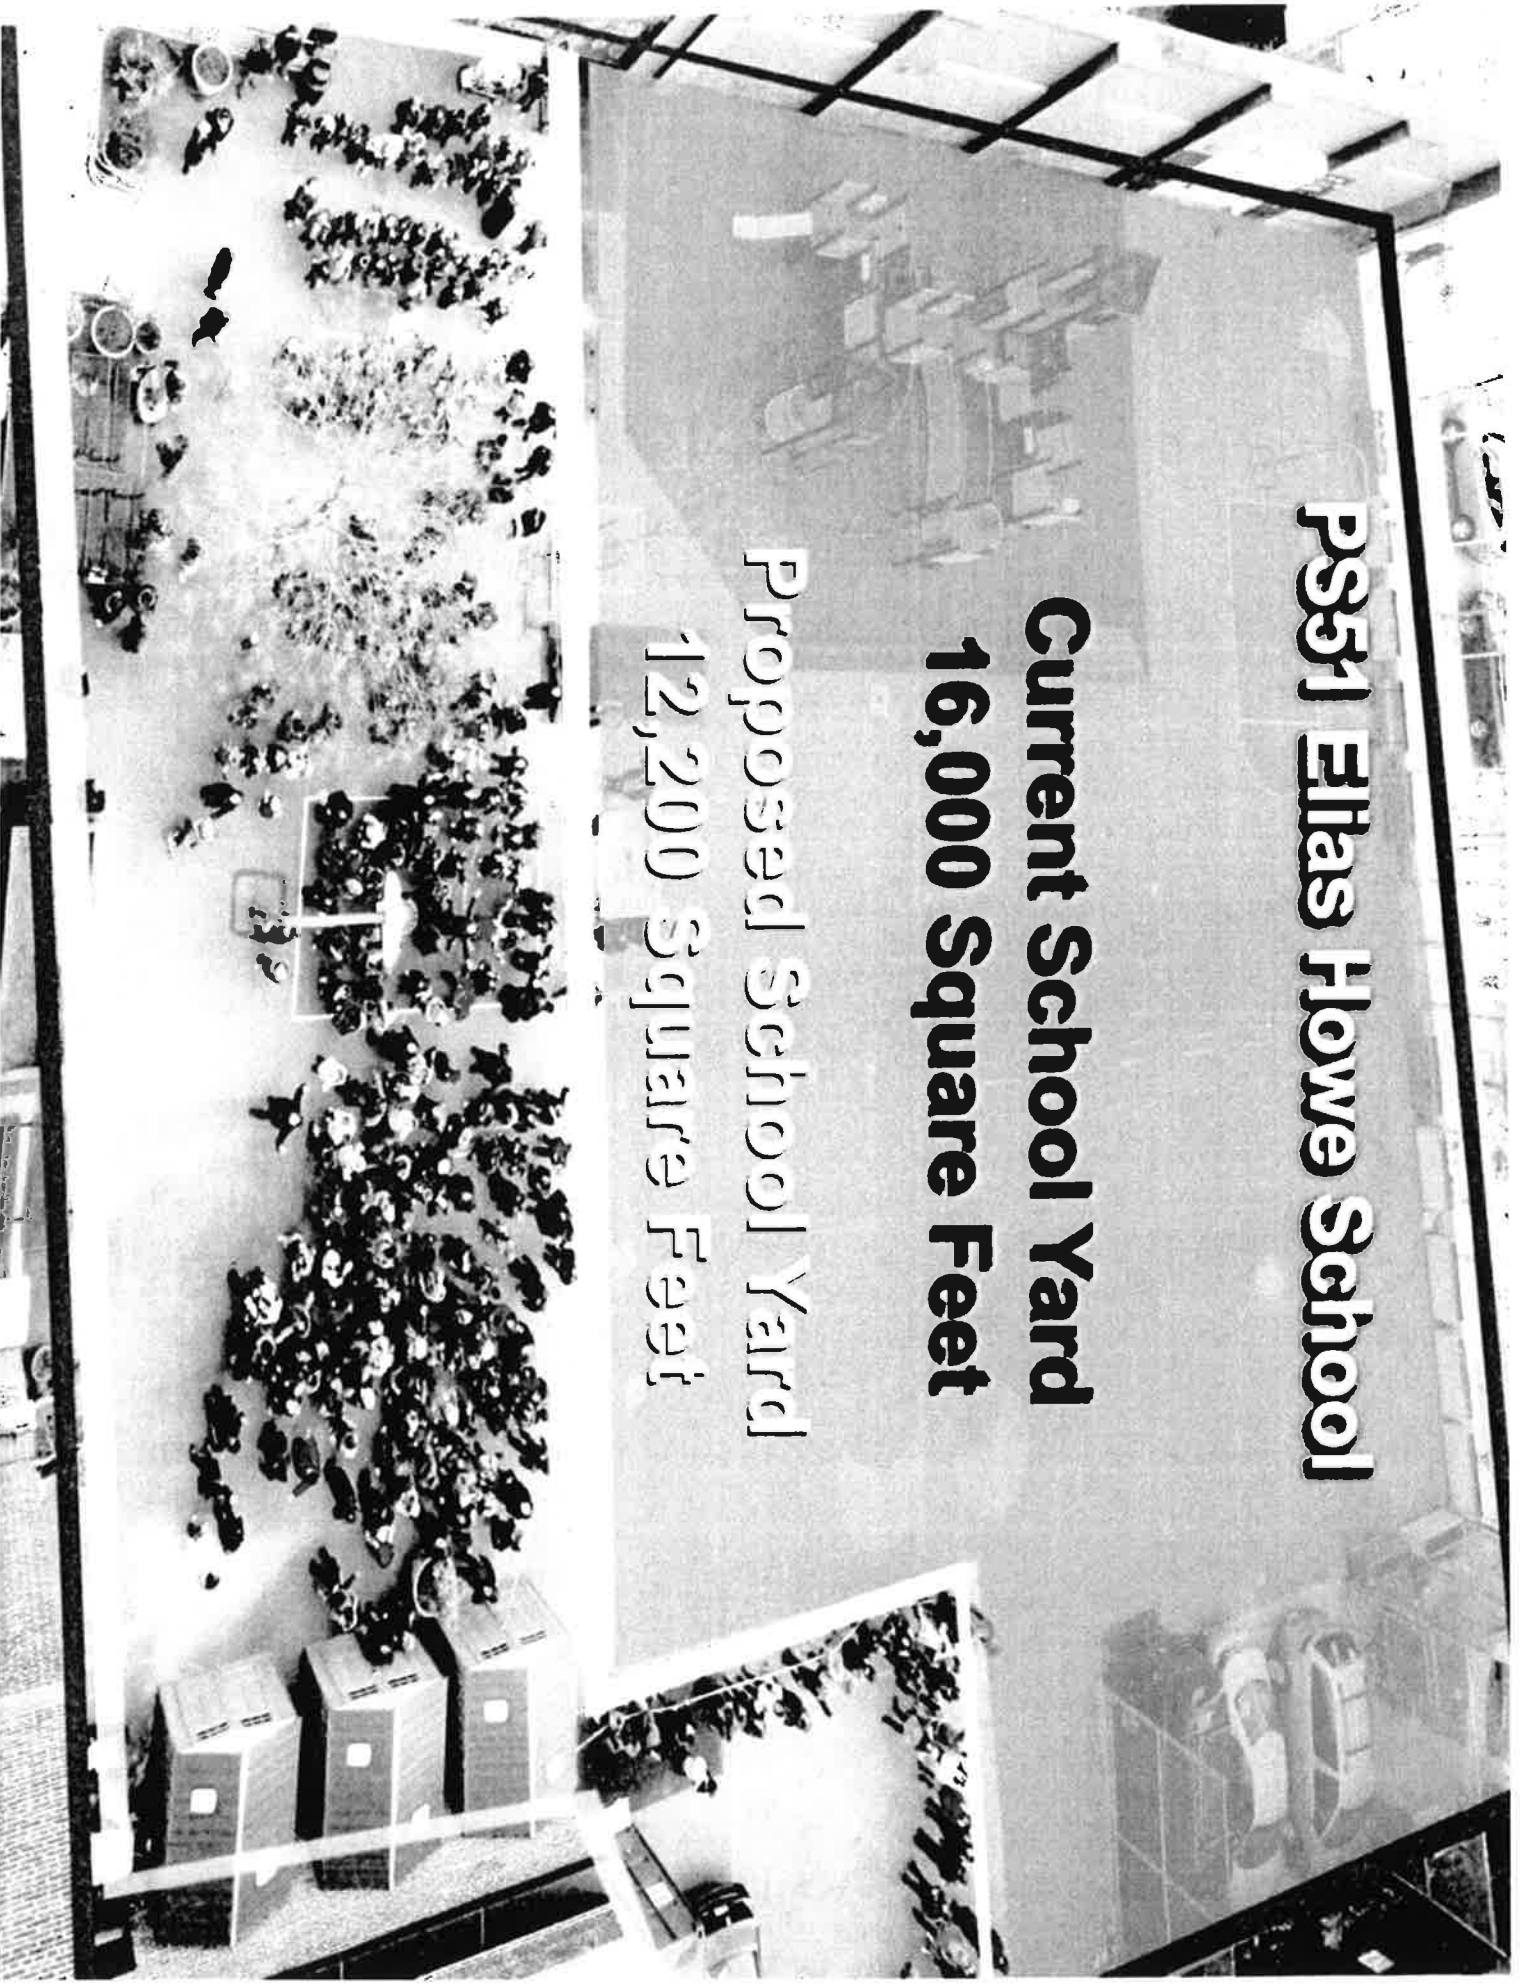 PS51 Elias Howe School
Current School Yard
16,000 Square Feet
Proposed School Yard
12,200 Square Feet